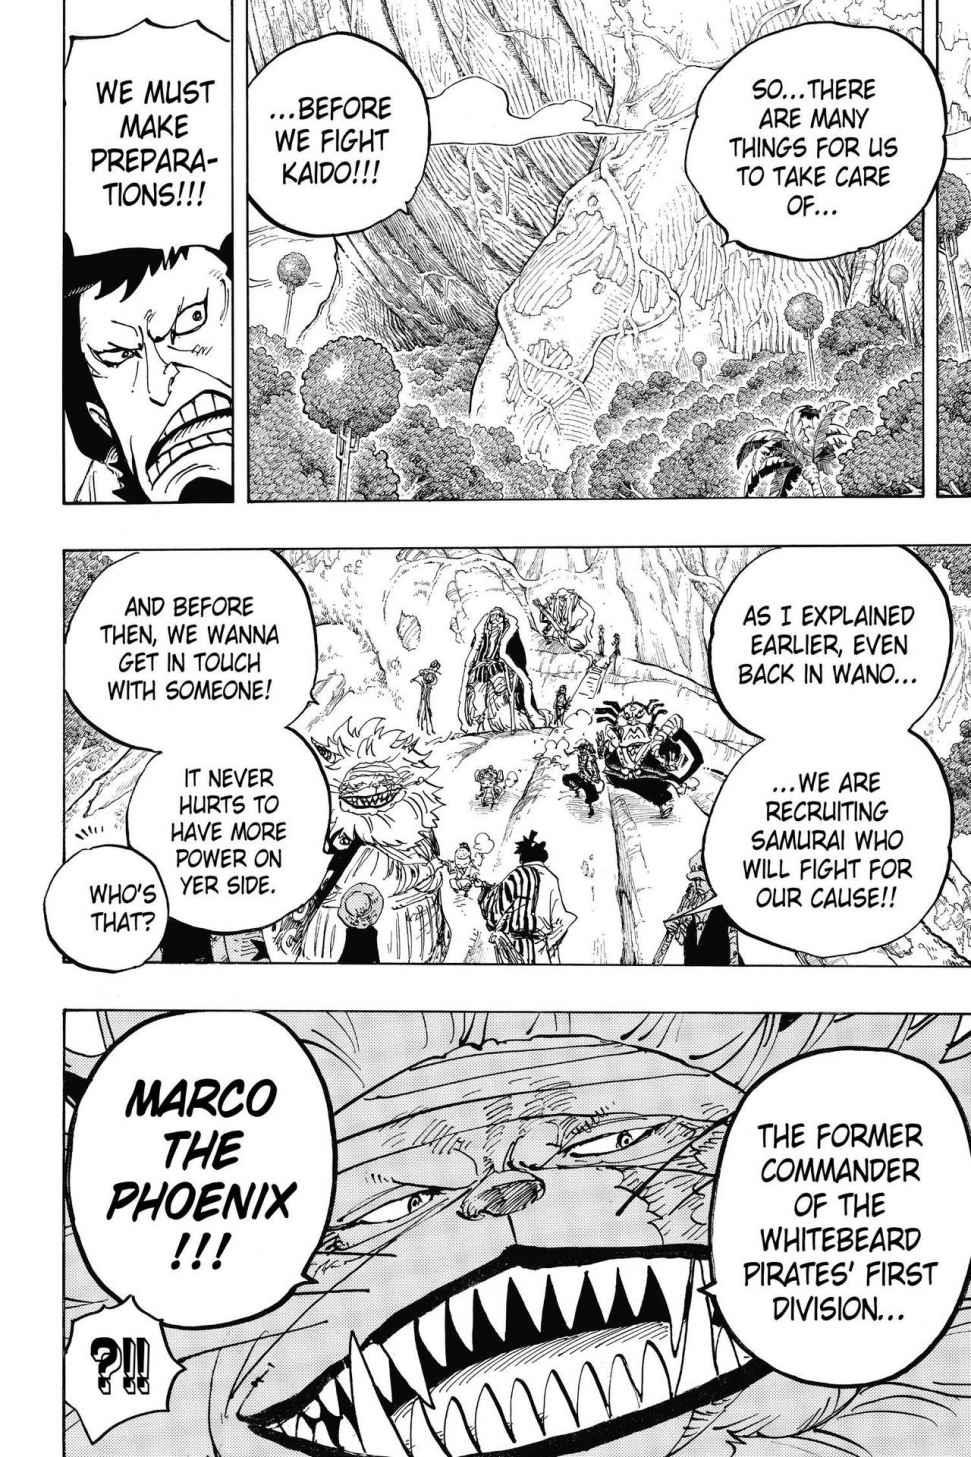 SO...THERE
ARE MANY
THINGS FOR US
TO TAKE CARE
OF...
...BEFORE
WE FIGHT
KAIDO!!!
WE MUST
MAKE
PREPARA-
TIONS!!!
AS I EXPLAINED
EARLIER, EVEN
BACK IN WANO...
...WE ARE
RECRUITING
SAMURAI WHO
WILL FIGHT FOR
OUR CAUSE!!
AND BEFORE
THEN, WE WANNA
GET IN TOUCH
WITH SOMEONE!
IT NEVER
HURTS TO
HAVE MORE
POWER ON
YER SIDE.
WHO'S
THAT?
THE FORMER
COMMANDER
OF THE
WHITEBEARD
PIRATES' FIRST
DIVISION...
MARCO
THE
PHOENIX
!!!
?!!